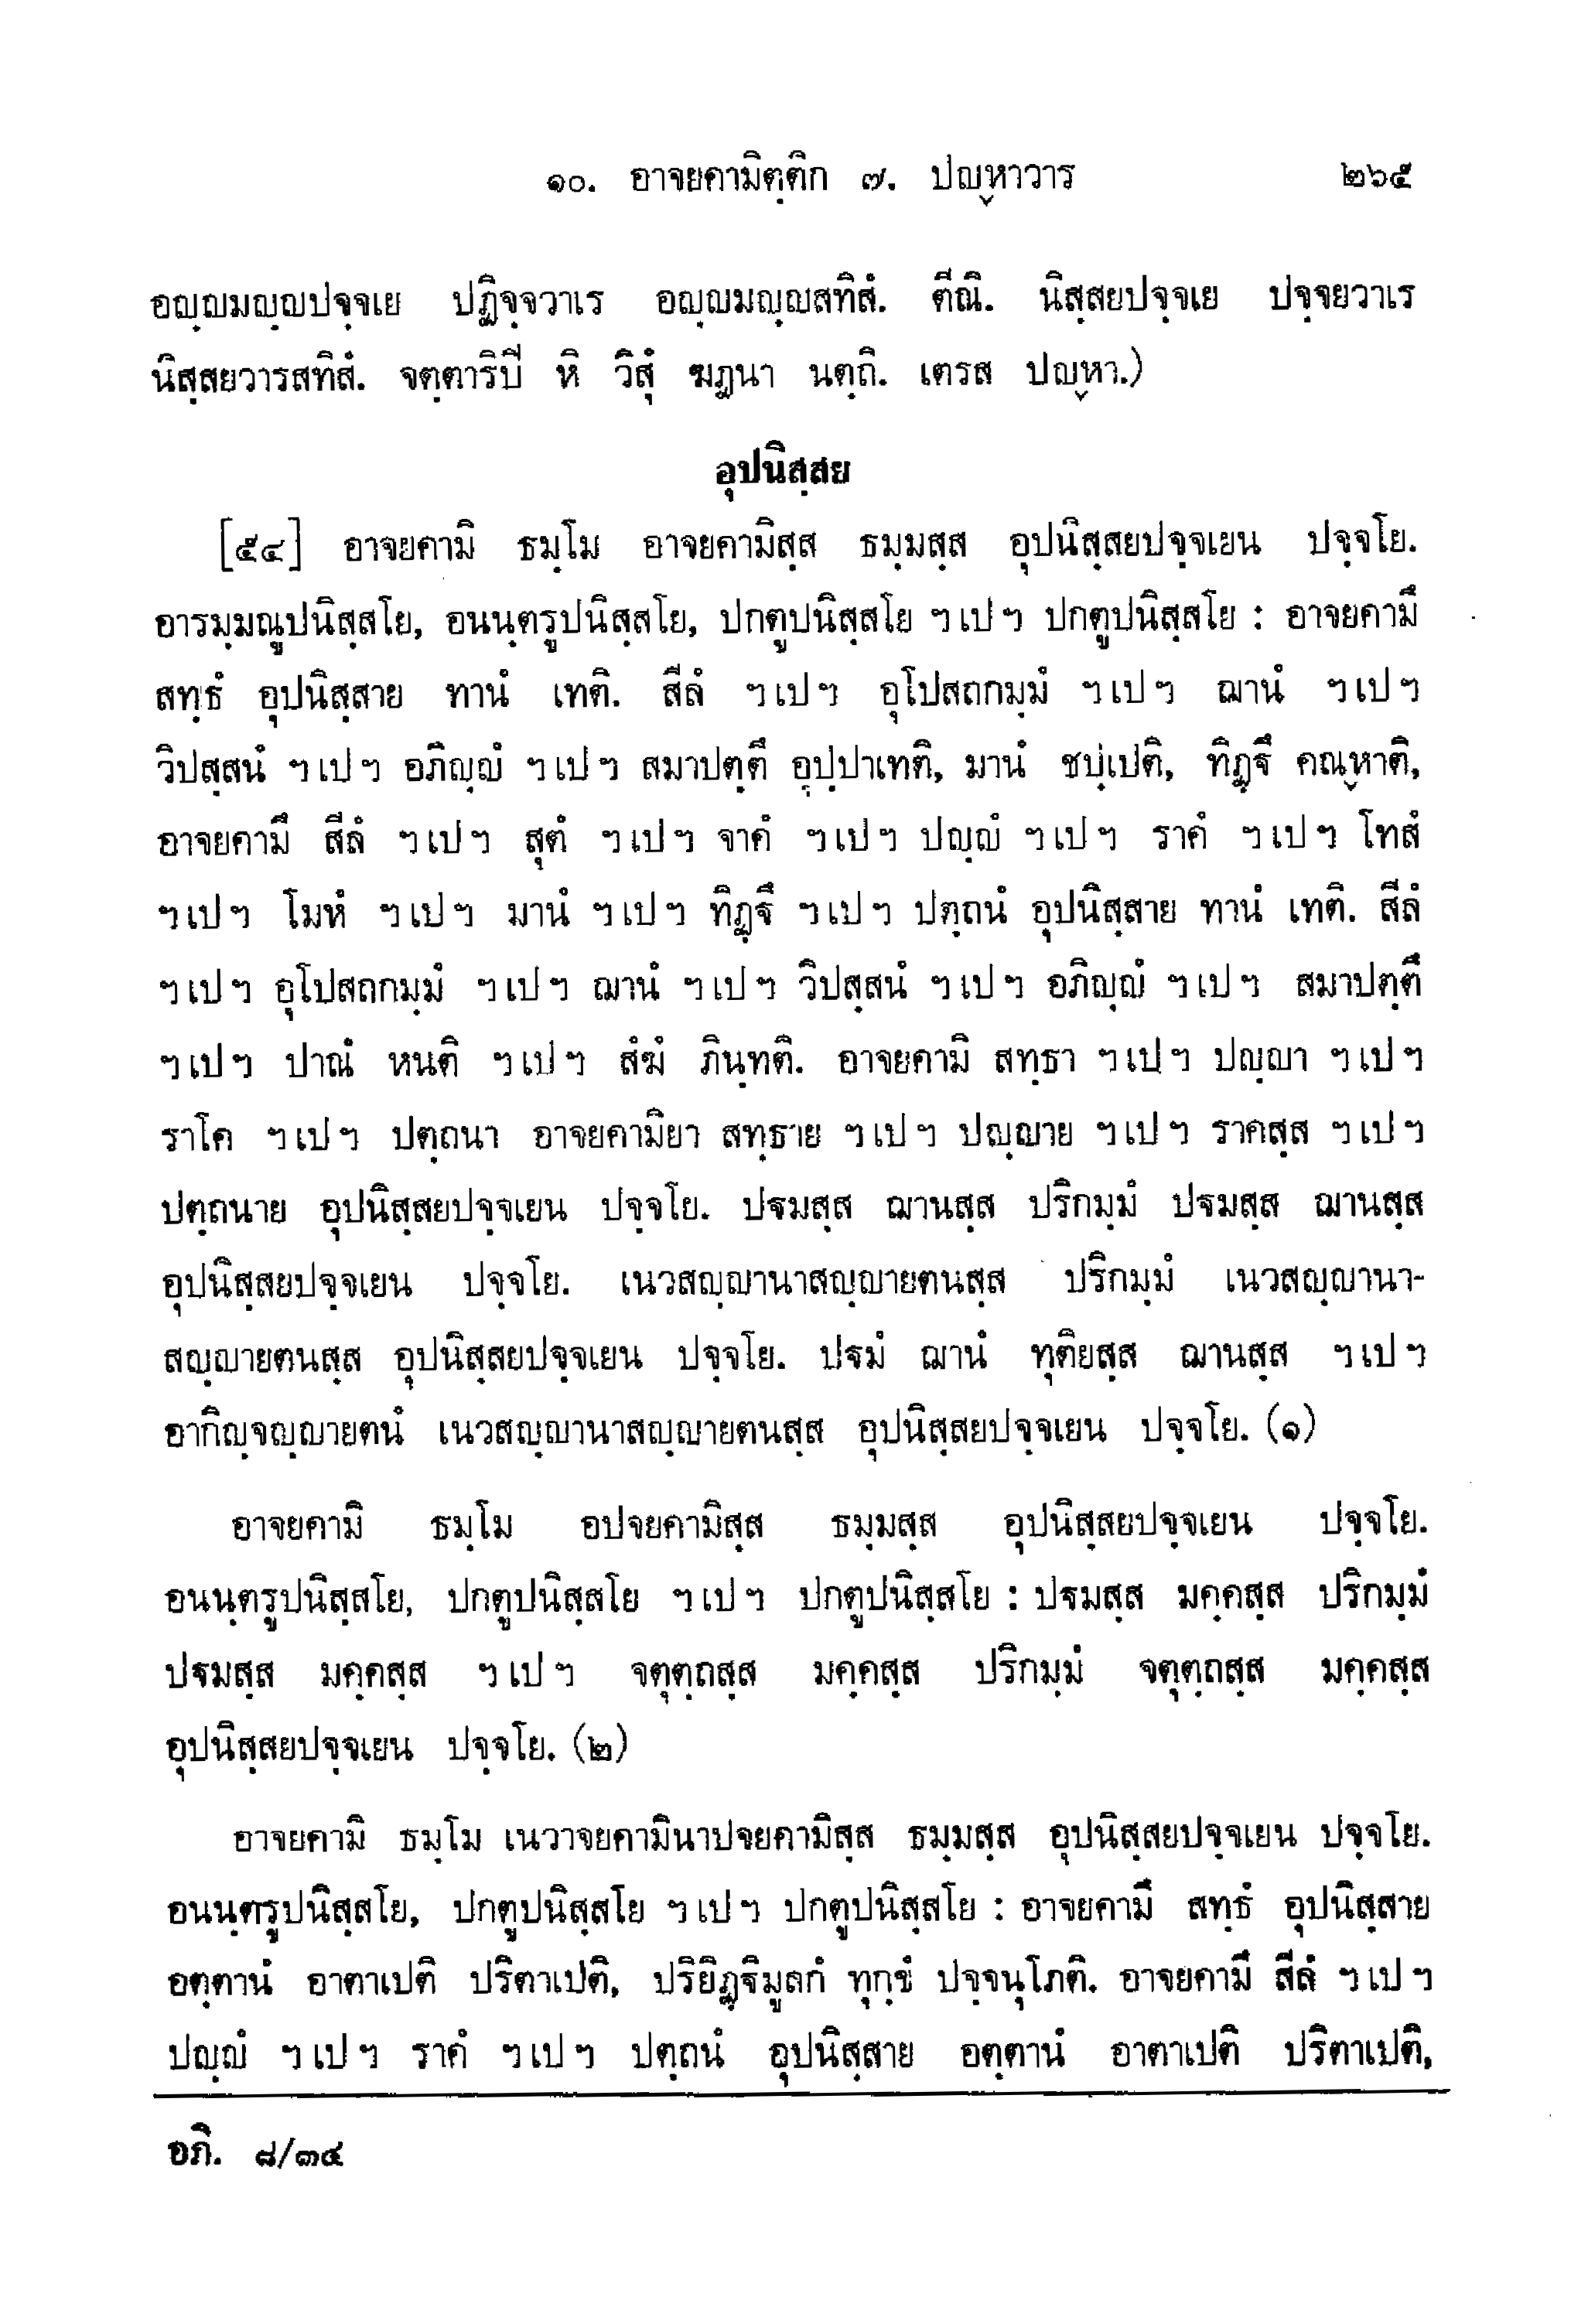 ๑๐. อาจยคามิตฺติก ๗. ปญฺหาวาร ๒๖๕
อญฺญมญฺญปจฺจเย ปฏิจฺจวาเร อญฺญมญฺญสทิสํ. ตีณิ. นิสฺสยปจฺจเย ปจฺจยวาเร
นิสฺสยวารสทิสํ. จตฺตาริปี หิ วิสุํ ฆฏนา นตฺถิ. เตรส ปญฺหา.)
อุปนิสฺสย
[๕๔] อาจยคามิ ธมฺโม อาจยคามิสฺส ธมฺมสฺส อุปนิสฺสยปจฺจเยน ปจฺจโย.
อารมฺมณูปนิสฺสโย, อนนฺตรูปนิสฺสโย, ปกตูปนิสฺสโย ฯ เป ฯ ปกตูปนิสฺสโย : อาจยคามึ
สทฺธํ อุปนิสฺสาย ทานํ เทติ. สีลํ ฯ เป ฯ อุโปสถกมฺมํ ฯ เป ฯ ฌานํ ฯ เป ฯ
วิปสฺสนํ ฯ เป ฯ อภิญฺญํ ฯ เป ฯ สมาปตฺตึ อุปฺปาเทติ, มานํ ชปฺเปติ, ทิฏฺฐึ คณฺหาติ,
อาจยคามึ สีลํ ฯ เป ฯ สุตํ ฯ เป ฯ จาคํ ฯ เป ฯ ปญฺญํ ฯ เป ฯ ราคํ ฯ เป ฯ โทสํ
ฯ เป ฯ โมหํ ฯ เป ฯ มานํ ฯ เป ฯ ทิฏฺฐึ ฯ เป ฯ ปตฺถนํ อุปนิสฺสาย ทานํ เทติ. สีลํ
ฯ เป ฯ อุโปสถกมฺมํ ฯ เป ฯ ฌานํ ฯ เป ฯ วิปสฺสนํ ฯ เป ฯ อภิญฺญํ ฯ เป ฯ สมาปตฺตึ
ฯ เป ฯ ปาณํ หนติ ฯ เป ฯ สํฆํ ภินฺทติ. อาจยคามิ สทฺธา ฯ เป ฯ ปญฺญา ฯ เป ฯ
ราโค ฯ เป ฯ ปตฺถนา อาจยคามิยา สทฺธาย ฯ เป ฯ ปญฺญาย ฯ เป ฯ ราคสฺส ฯ เป ฯ
ปตฺถนาย อุปนิสฺสยปจฺจเยน ปจฺจโย. ปฐมสฺส ฌานสฺส ปริกมฺมํ ปฐมสฺส ฌานสฺส
อุปนิสฺสยปจฺจเยน ปจฺจโย. เนวสญฺญานาสญฺญายตนสฺส ปริกมฺมํ เนวสญฺญานา-
สญฺญายตนสฺส อุปนิสฺสยปจฺจเยน ปจฺจโย. ปฐมํ ฌานํ ทุติยสฺส ฌานสฺส ฯ เป ฯ
อากิญฺจญฺญายตนํ เนวสญฺญานาสญฺญายตนสฺส อุปนิสฺสยปจฺจเยน ปจฺจโย. (๑)
อาจยคามิ ธมฺโม อปจยคามิสฺส ธมฺมสฺส อุปนิสฺสยปจฺจเยน ปจฺจโย.
อนนฺตรูปนิสฺสโย, ปกตูปนิสฺสโย ฯ เป ฯ ปกตูปนิสฺสโย : ปฐมสฺส มคฺคสฺส ปริกมฺมํ
ปฐมสฺส มคฺคสฺส ฯ เป ฯ จตุตฺถสฺส มคฺคสฺส ปริกมฺมํ จตุตฺถสฺส มคฺคสฺส
อุปนิสฺสยปจฺจเยน ปจฺจโย. (๒)
อาจยคามิ ธมฺโม เนวาจยคามินาปจยคามิสฺส ธมฺมสฺส อุปนิสฺสยปจฺจเยน ปจฺจโย.
อนนฺตรูปนิสฺสโย, ปกตูปนิสฺสโย ฯ เป ฯ ปกตูปนิสฺสโย : อาจยคามึ สทฺธํ อุปนิสฺสาย
อตฺตานํ อาตาเปติ ปริตาเปติ, ปริยิฏฺฐิมูลกํ ทุกฺขํ ปจฺจนุโภติ. อาจยคามึ สีลํ ฯ เป ฯ
ปญฺญํ ฯ เป ฯ ราคํ ฯ เป ฯ ปตฺถนํ อุปนิสฺสาย อตฺตานํ อาตาเปติ ปริตาเปติ,
อภิ. ๘/๓๔